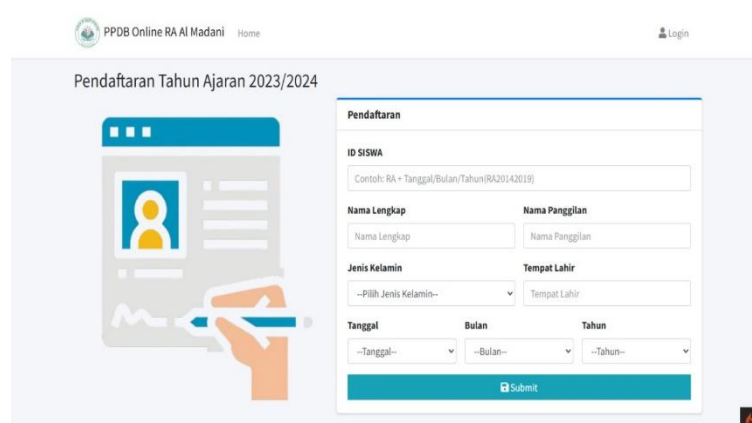 PPDB Online RA Al Madani Home Login
Pendaftaran Tahun Ajaran 2023/2024
Pendaftaran
ID SISWA
Contoh: RA + Tanggal/Bulan/Tahun(RA20142019)
Nama Lengkap Nama Panggilan
Nama Lengkap Nama Panggilan
Jenis Kelamin Tempat Lahir
--Pilih Jenis Kelamin-- Tempat Lahir
Tanggal Bulan Tahun
--Tanggal-- --Bulan-- --Tahun--
Submit